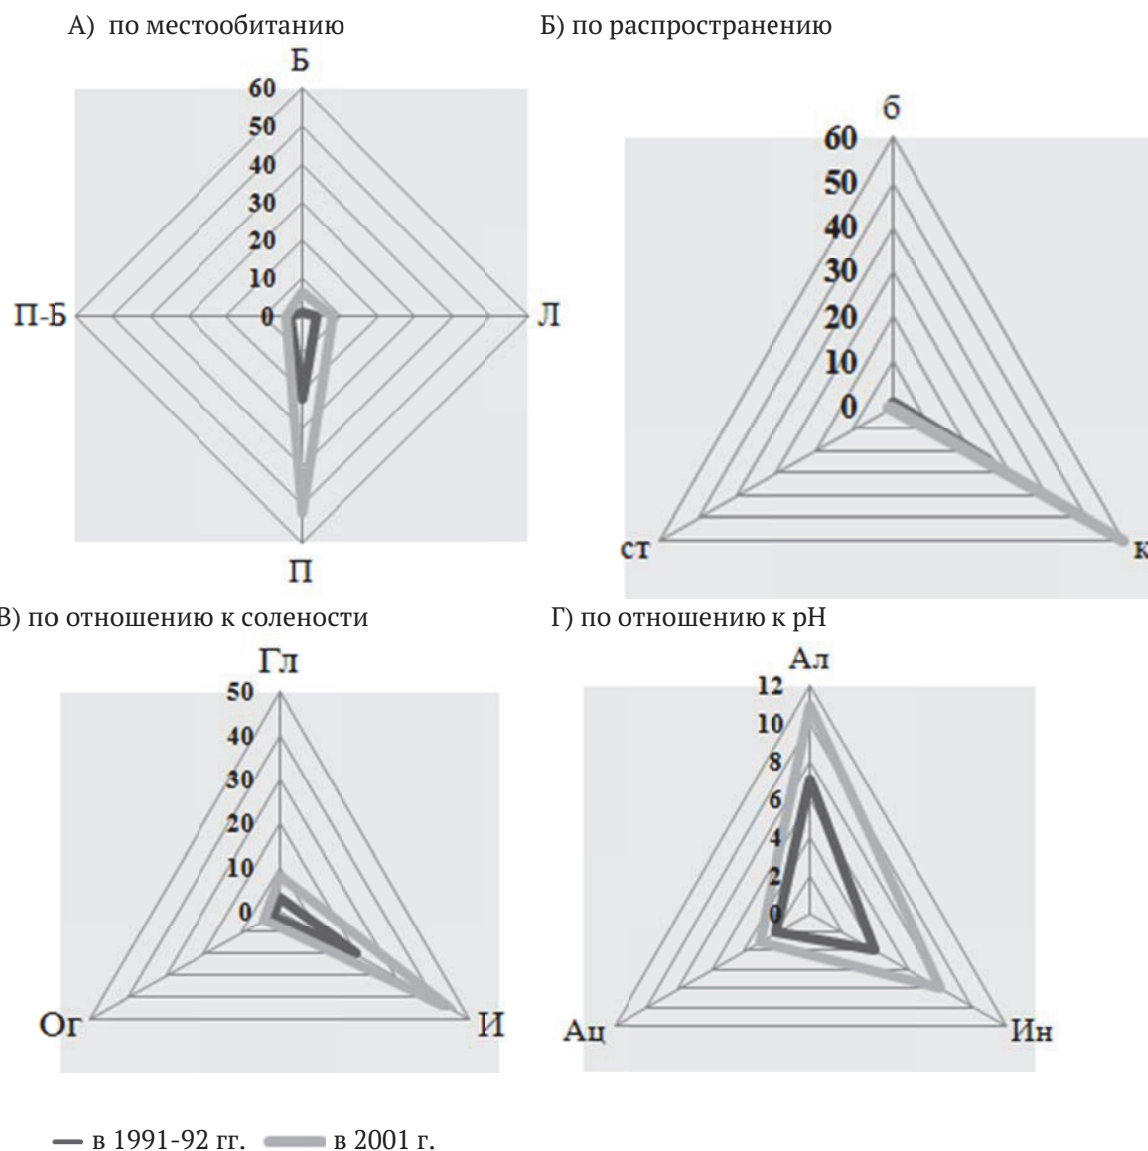 А) по местообитанию
Б) по распространению
Б
60
50
40
30
20
10
0
П-Б
Л
П
б
60
50
40
30
20
10
0
ст
к
В) по отношению к солености
Г) по отношению к pH
Гл
50
40
30
20
10
0
Ог
И
Ал
12
10
8
6
4
2
0
Ац
Ин
в 1991-92 гг. в 2001 г.